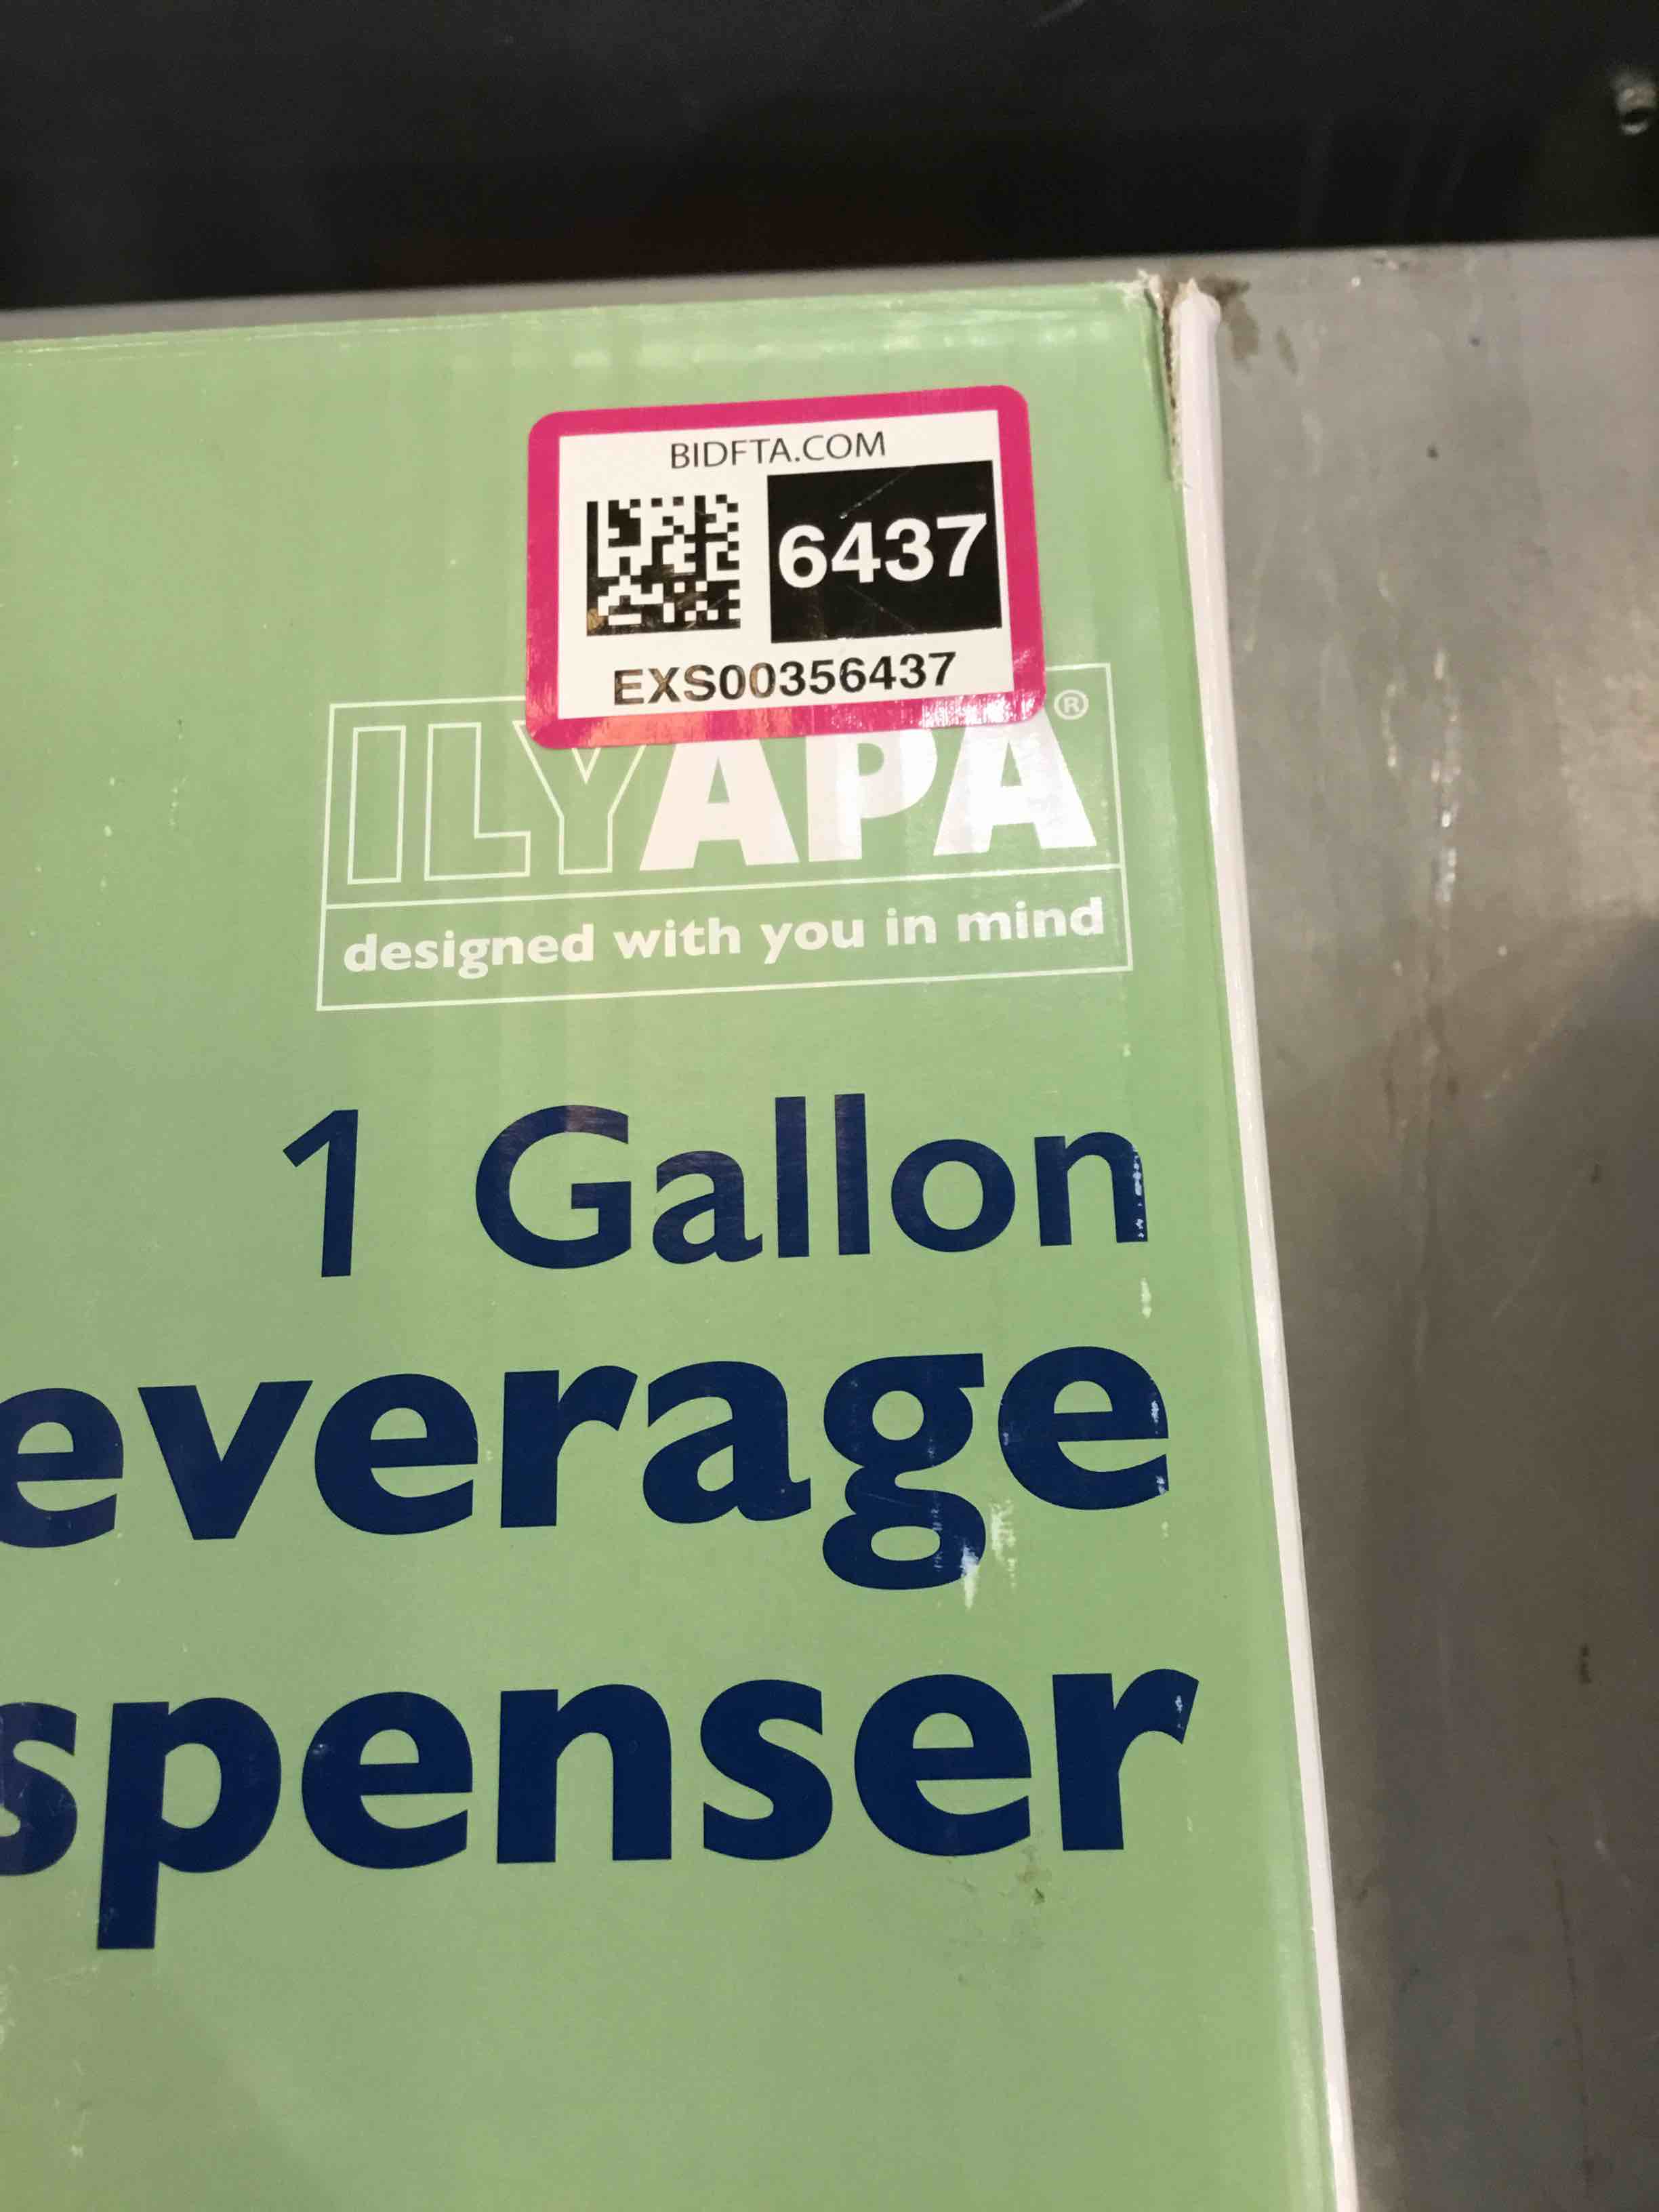 BIDFTA.COM
6437
EXS00356437
ILYAPA®
designed with you in mind
1 Gallon
everage
spenser